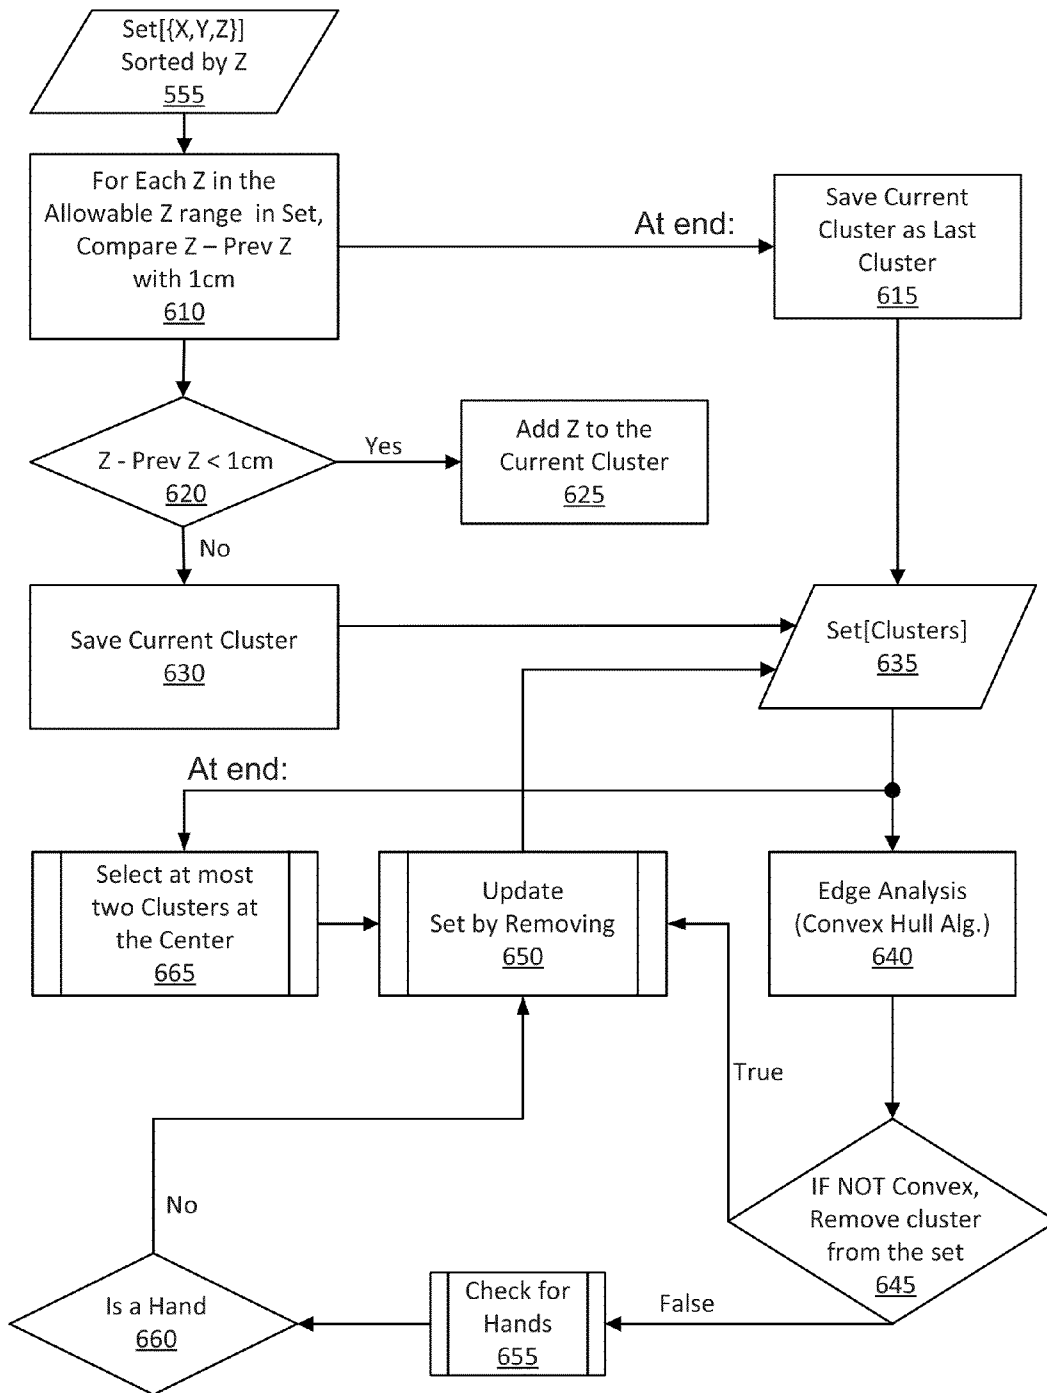 Set[{X,Y,Z}]
Sorted by Z
555
For Each Z in the
Allowable Z range in Set,
Compare Z – Prev Z
with 1cm
610
At end:
Save Current
Cluster as Last
Cluster
615
Z - Prev Z < 1cm
620
Yes
Add Z to the
Current Cluster
625
No
Save Current Cluster
630
Set[Clusters]
635
At end:
Select at most
two Clusters at
the Center
665
Update
Set by Removing
650
Edge Analysis
(Convex Hull Alg.)
640
True
IF NOT Convex,
Remove cluster
from the set
645
False
Check for
Hands
655
Is a Hand
660
No